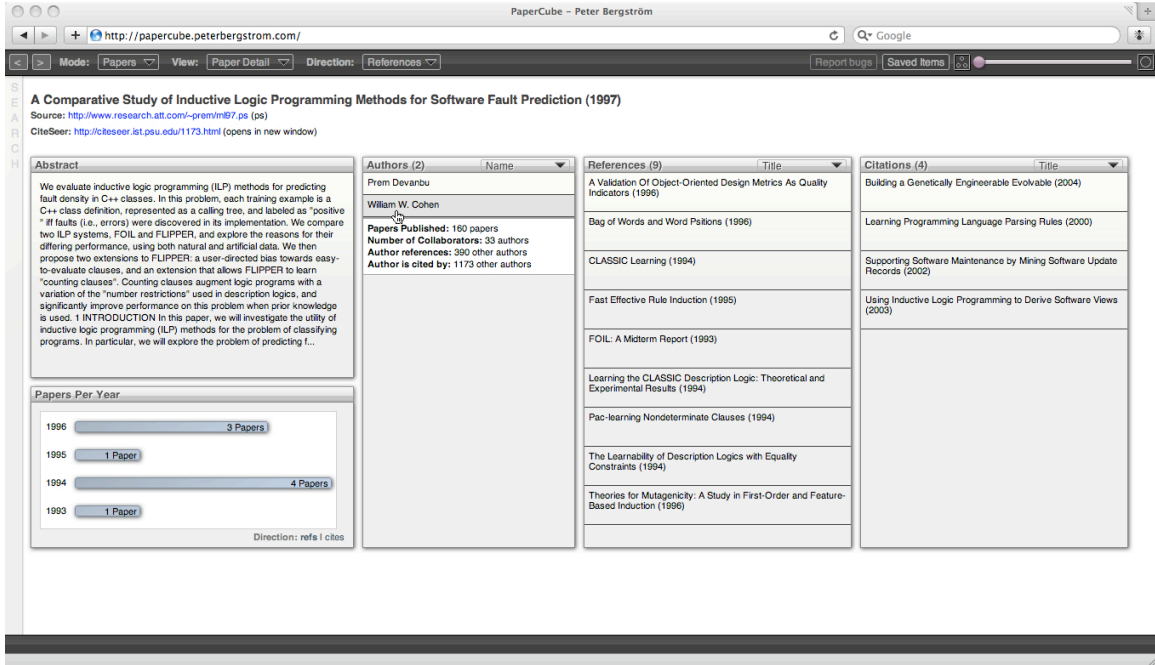 PaperCube – Peter Bergström
http://papercube.peterbergstrom.com/
Google
< > Mode: Papers View: Paper Detail Direction: References Report bugs Saved Items
SEARCH
A Comparative Study of Inductive Logic Programming Methods for Software Fault Prediction (1997)
Source: http://www.research.att.com/~prem/ml97.ps (ps)
CiteSeer: http://citeseer.ist.psu.edu/1173.html (opens in new window)
Abstract
We evaluate inductive logic programming (ILP) methods for predicting
fault density in C++ classes. In this problem, each training example is a
C++ class definition, represented as a calling tree, and labeled as "positive
" iff faults (i.e., errors) were discovered in its implementation. We compare
two ILP systems, FOIL and FLIPPER, and explore the reasons for their
differing performance, using both natural and artificial data. We then
propose two extensions to FLIPPER: a user-directed bias towards easy-
to-evaluate clauses, and an extension that allows FLIPPER to learn
"counting clauses". Counting clauses augment logic programs with a
variation of the "number restrictions" used in description logics, and
significantly improve performance on this problem when prior knowledge
is used. 1 INTRODUCTION In this paper, we will investigate the utility of
inductive logic programming (ILP) methods for the problem of classifying
programs. In particular, we will explore the problem of predicting f...
Papers Per Year
1996 3 Papers
1995 1 Paper
1994 4 Papers
1993 1 Paper
Direction: refs | cites
Authors (2) Name
Prem Devanbu
William W. Cohen
Papers Published: 160 papers
Number of Collaborators: 33 authors
Author references: 390 other authors
Author is cited by: 1173 other authors
References (9) Title
A Validation Of Object-Oriented Design Metrics As Quality
Indicators (1996)
Bag of Words and Word Psitions (1996)
CLASSIC Learning (1994)
Fast Effective Rule Induction (1995)
FOIL: A Midterm Report (1993)
Learning the CLASSIC Description Logic: Theoretical and
Experimental Results (1994)
Pac-learning Nondeterminate Clauses (1994)
The Learnability of Description Logics with Equality
Constraints (1994)
Theories for Mutagenicity: A Study in First-Order and Feature-
Based Induction (1996)
Citations (4) Title
Building a Genetically Engineerable Evolvable (2004)
Learning Programming Language Parsing Rules (2000)
Supporting Software Maintenance by Mining Software Update
Records (2002)
Using Inductive Logic Programming to Derive Software Views
(2003)